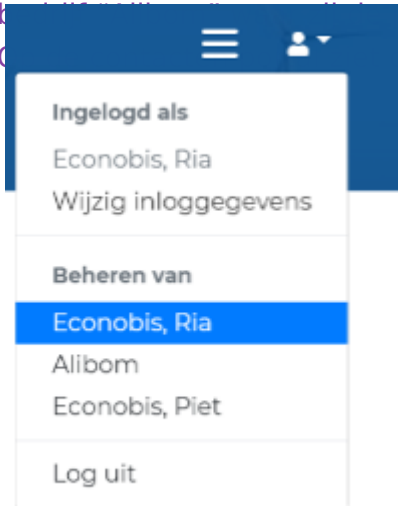 Ingelogd als
Econobis, Ria
Wijzig inloggegevens
Beheren van
Econobis, Ria
Alibom
Econobis, Piet
Log uit